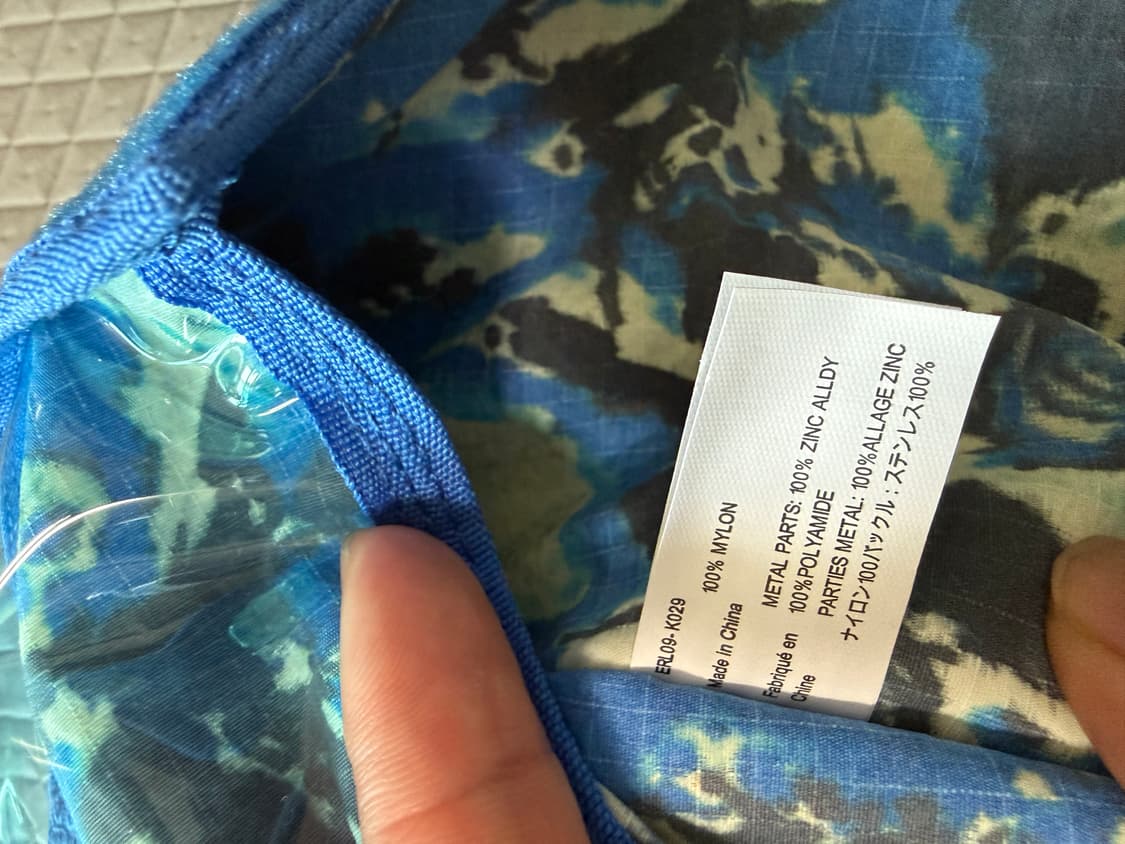 ERL09-K029
Made In China
100% MYLON
METAL PARTS: 100% ZINC ALLDY
Fabriqué en
Chine
100%POLYAMIDE
PARTIES METAL: 100%ALLAGE ZINC
ナイロン100バックル：ステンレス100%